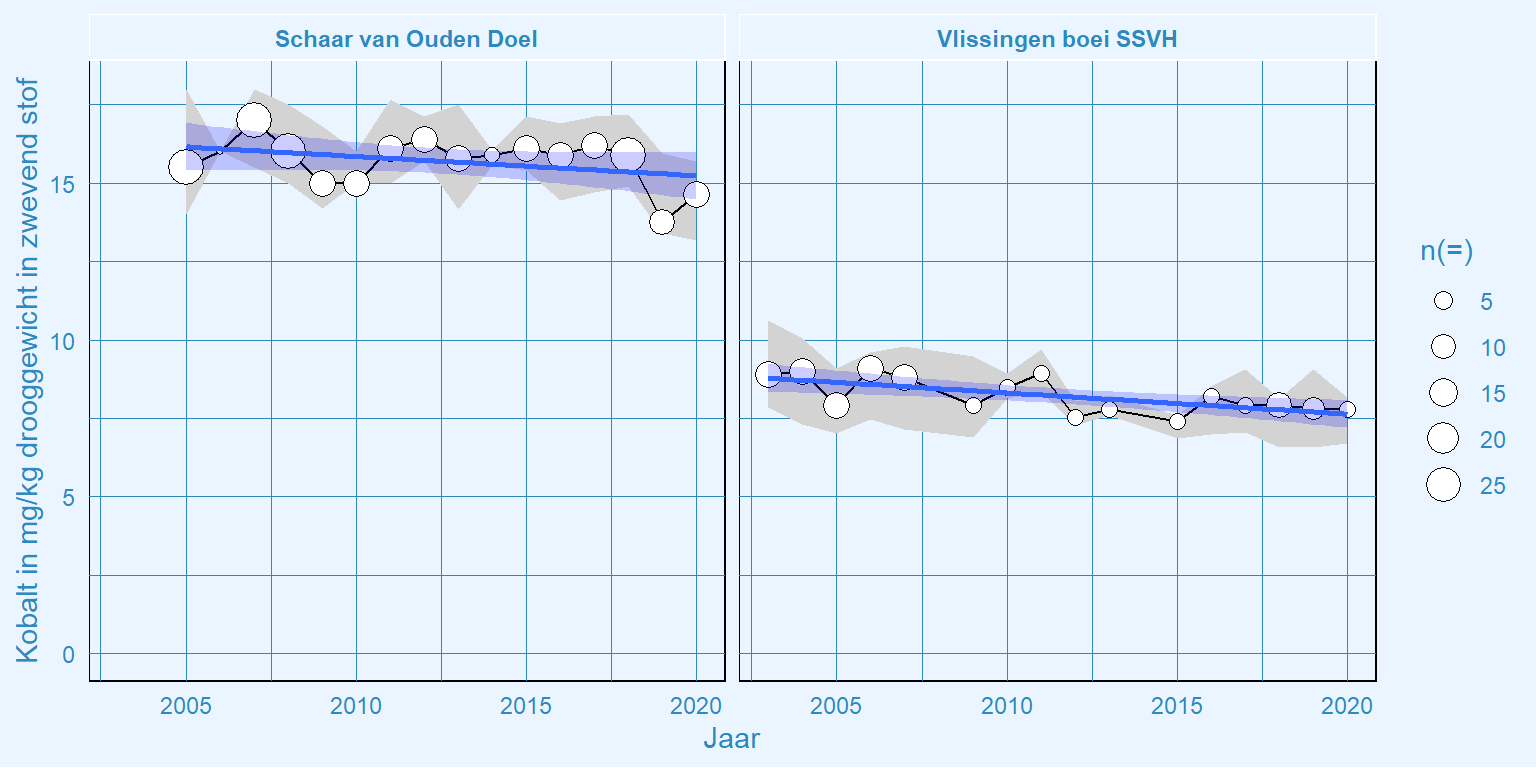 Schaar van Ouden Doel
Vlissingen boei SSVH
Kobalt in mg/kg drooggewicht in zwevend stof
15
10
5
0
2005 2010 2015 2020
2005 2010 2015 2020
Jaar
n(=)
5
10
15
20
25